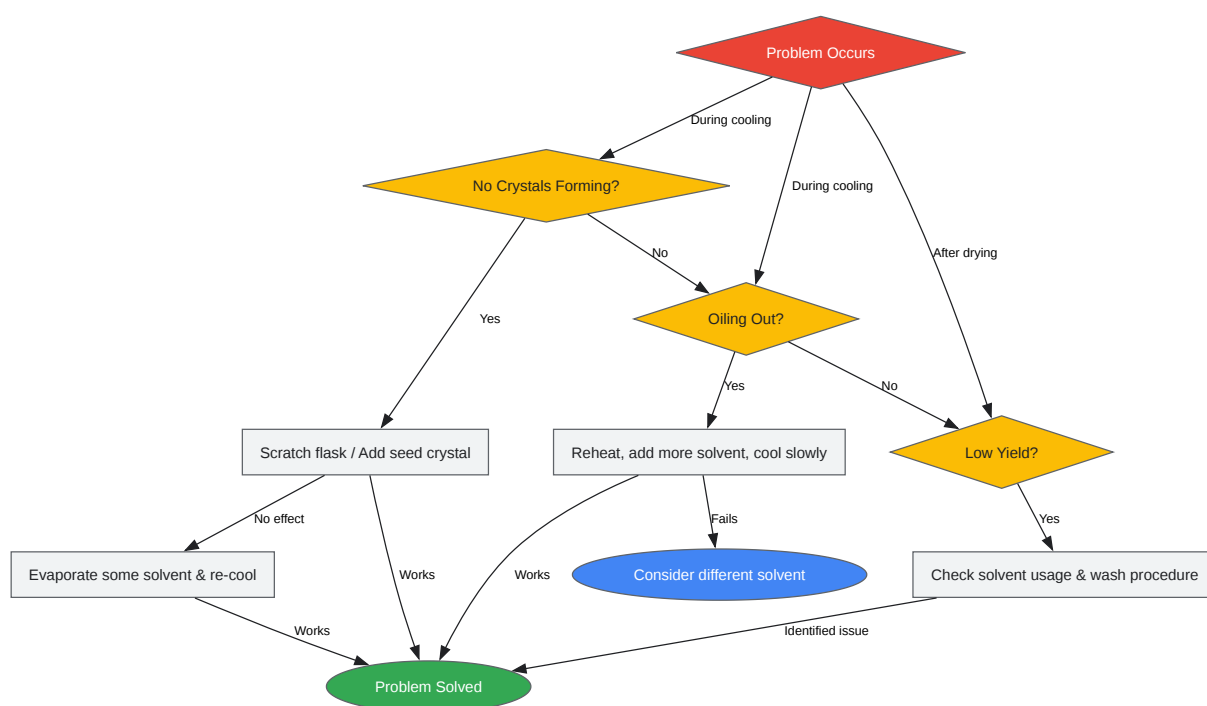 Problem Occurs
During cooling
No Crystals Forming?
During cooling
No
After drying
Yes
Oiling Out?
Yes
No
Scratch flask / Add seed crystal
Reheat, add more solvent, cool slowly
Low Yield?
No effect
Fails
Yes
Evaporate some solvent & re-cool
Works
Works
Consider different solvent
Check solvent usage & wash procedure
Works
Identified issue
Problem Solved